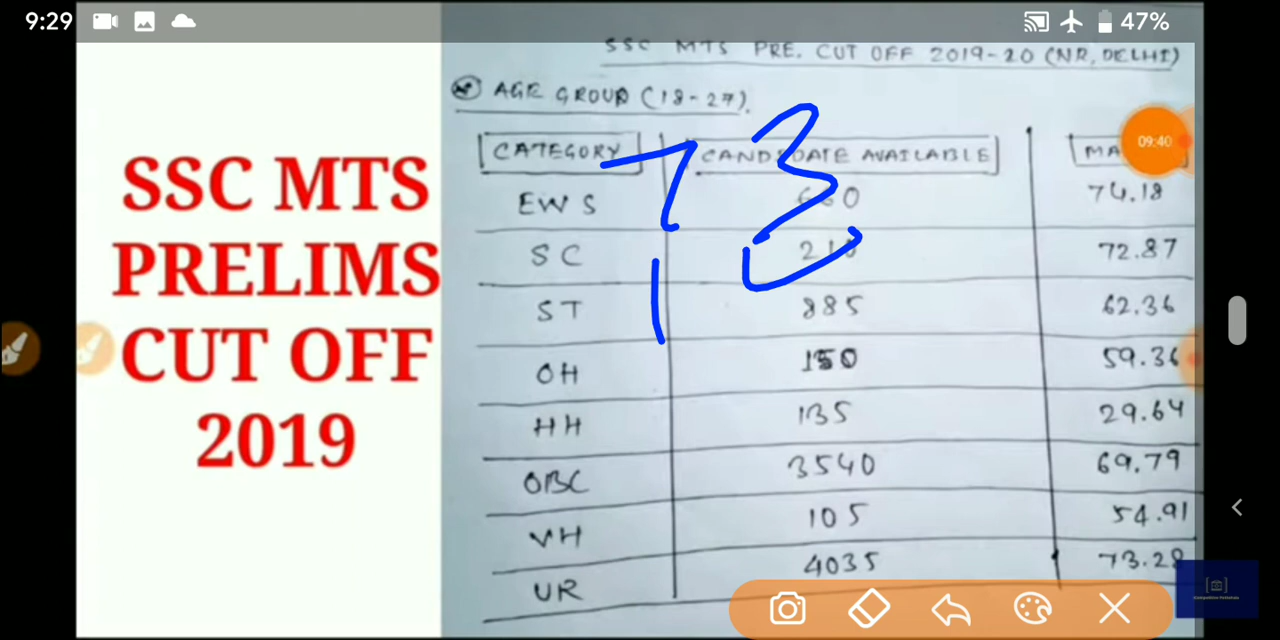 9:29
47%
SSC MTS
PRELIMS
CUT OFF
2019
SSC MTS PRE. CUT OFF 2019-20 (NR, DELHI)
AGE GROUP (18-27).
CATEGORY CANDIDATE AVAILABLE
09:40
73
EWS 74.18
SC 72.87
ST 885 62.36
OH 150 59.36
HH 135 29.64
OBC 3540 69.79
VH 105 54.91
UR 4035 73.28